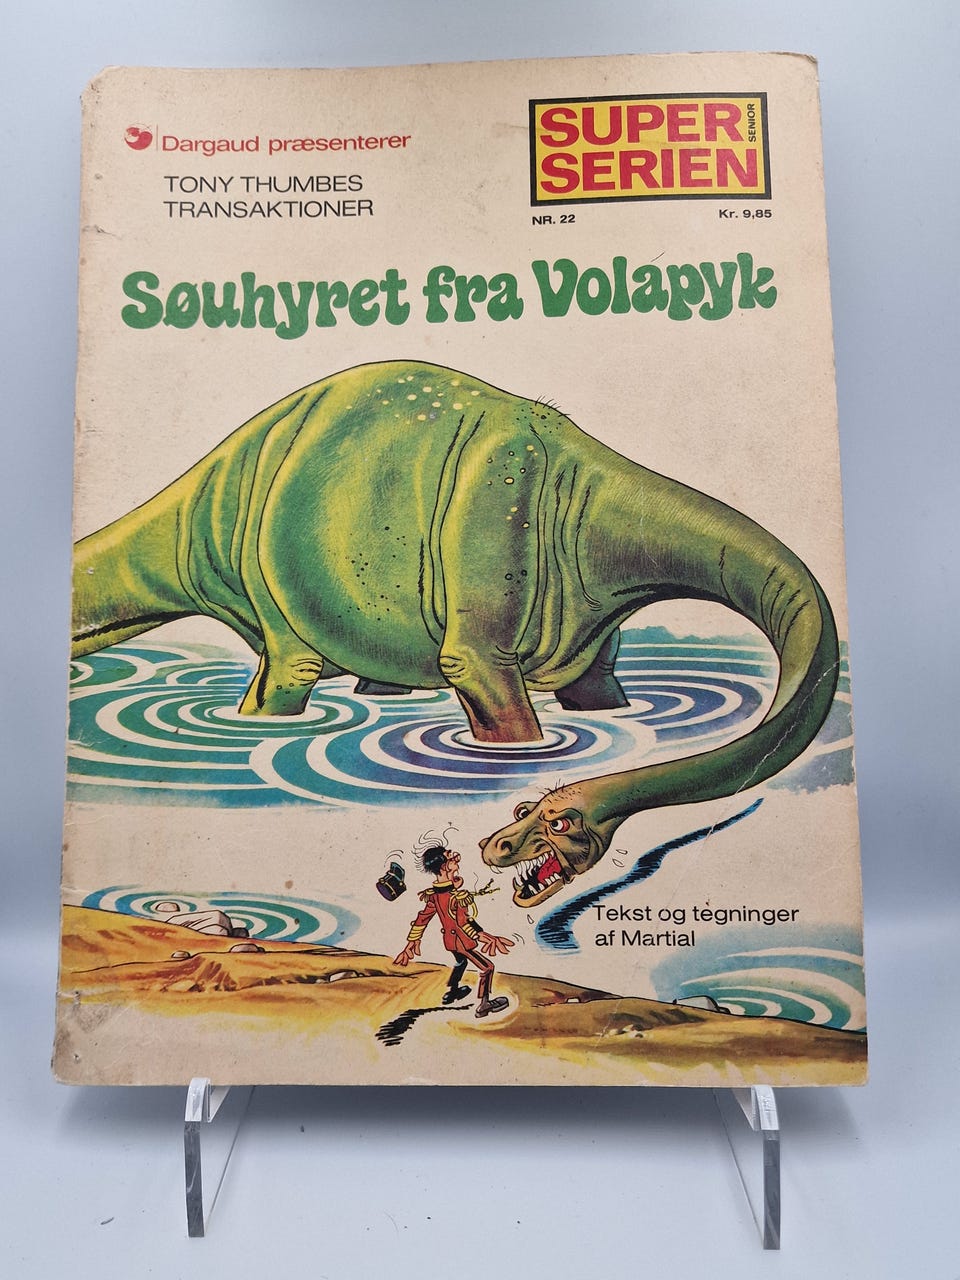 Dargaud præsenterer
TONY THUMBES
TRANSAKTIONER
SUPER
SERIEN
SENIOR
NR. 22
Kr. 9,85
Søuhyret fra Volapyk
Tekst og tegninger
af Martial